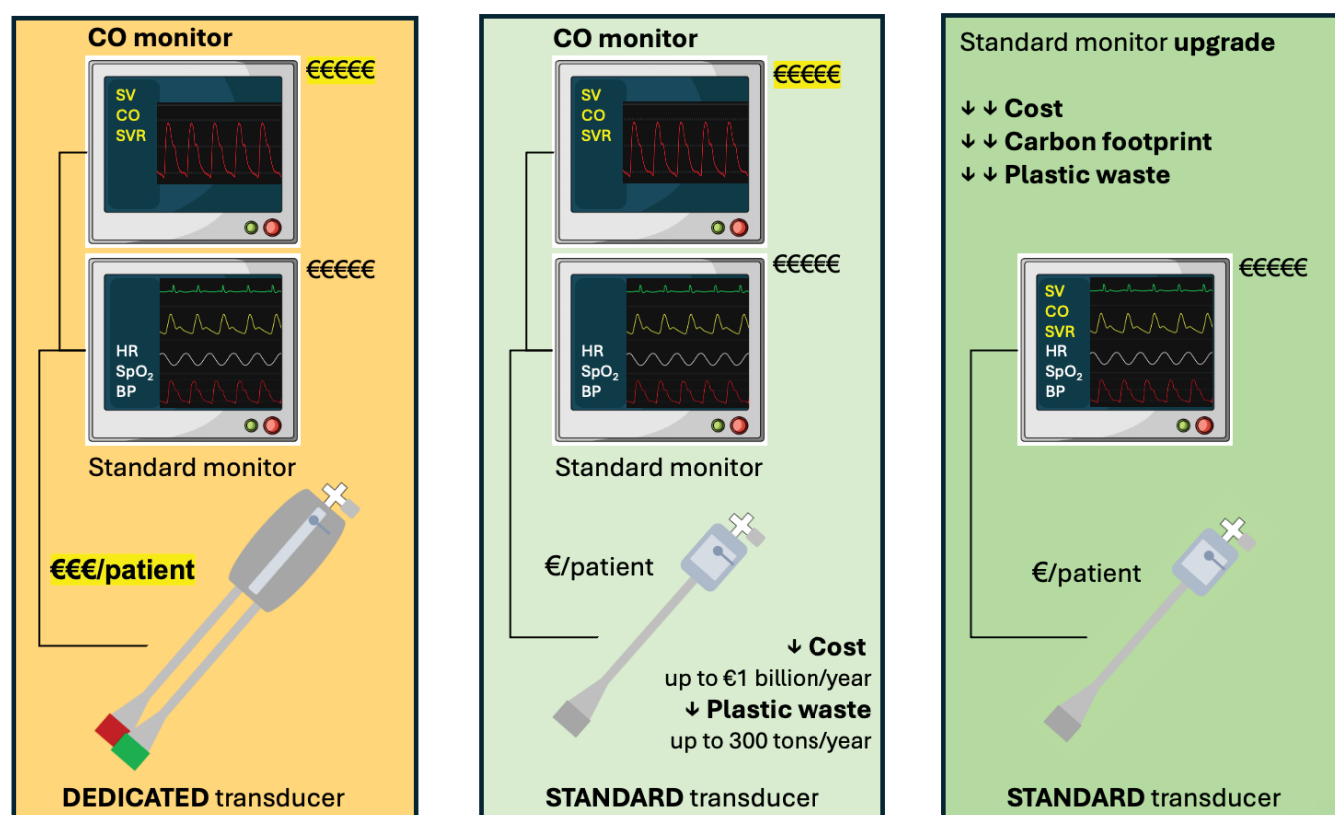 CO monitor
€€€€€
SV
CO
SVR
€€€€€
HR
SpO₂
BP
Standard monitor
€€€/patient
DEDICATED transducer
CO monitor
€€€€€
SV
CO
SVR
€€€€€
HR
SpO₂
BP
Standard monitor
€/patient
↓ Cost
up to €1 billion/year
↓ Plastic waste
up to 300 tons/year
STANDARD transducer
Standard monitor upgrade
↓ ↓ Cost
↓ ↓ Carbon footprint
↓ ↓ Plastic waste
€€€€€
SV
CO
SVR
HR
SpO₂
BP
€/patient
STANDARD transducer